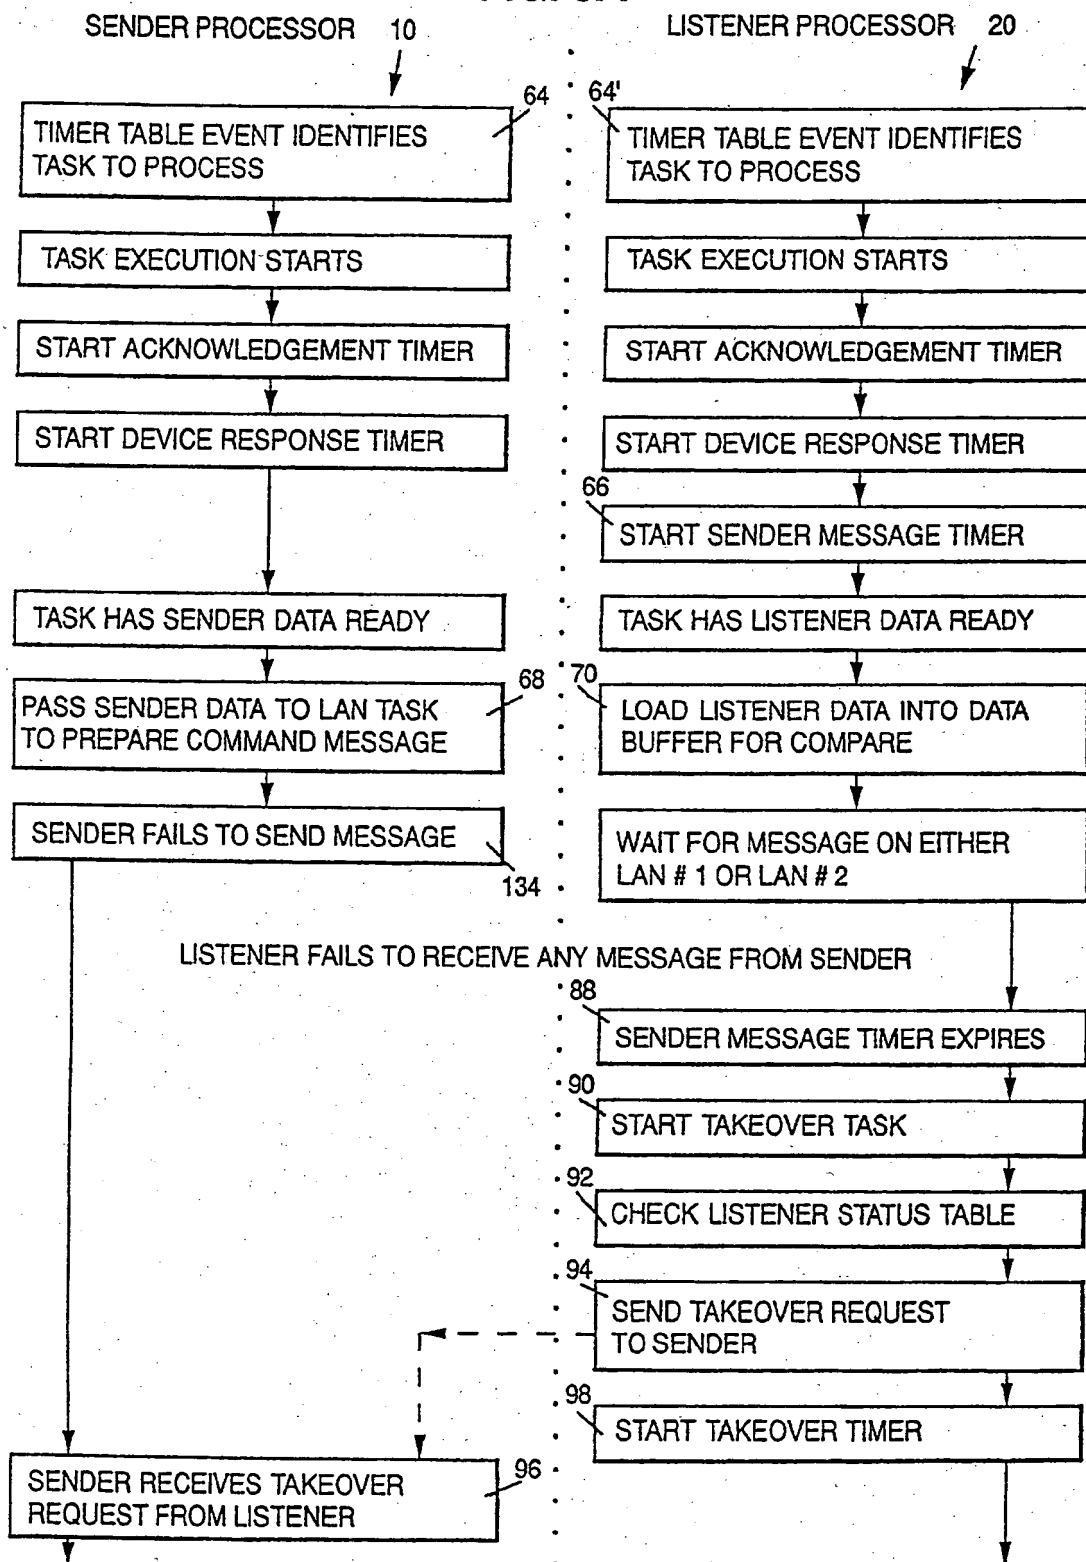 SENDER PROCESSOR 10
LISTENER PROCESSOR 20
64
TIMER TABLE EVENT IDENTIFIES
TASK TO PROCESS
64'
TIMER TABLE EVENT IDENTIFIES
TASK TO PROCESS
TASK EXECUTION STARTS
TASK EXECUTION STARTS
START ACKNOWLEDGEMENT TIMER
START ACKNOWLEDGEMENT TIMER
START DEVICE RESPONSE TIMER
START DEVICE RESPONSE TIMER
66
START SENDER MESSAGE TIMER
TASK HAS SENDER DATA READY
TASK HAS LISTENER DATA READY
68
PASS SENDER DATA TO LAN TASK
TO PREPARE COMMAND MESSAGE
70
LOAD LISTENER DATA INTO DATA
BUFFER FOR COMPARE
SENDER FAILS TO SEND MESSAGE
134
WAIT FOR MESSAGE ON EITHER
LAN # 1 OR LAN # 2
LISTENER FAILS TO RECEIVE ANY MESSAGE FROM SENDER
88
SENDER MESSAGE TIMER EXPIRES
90
START TAKEOVER TASK
92
CHECK LISTENER STATUS TABLE
94
SEND TAKEOVER REQUEST
TO SENDER
98
START TAKEOVER TIMER
96
SENDER RECEIVES TAKEOVER
REQUEST FROM LISTENER